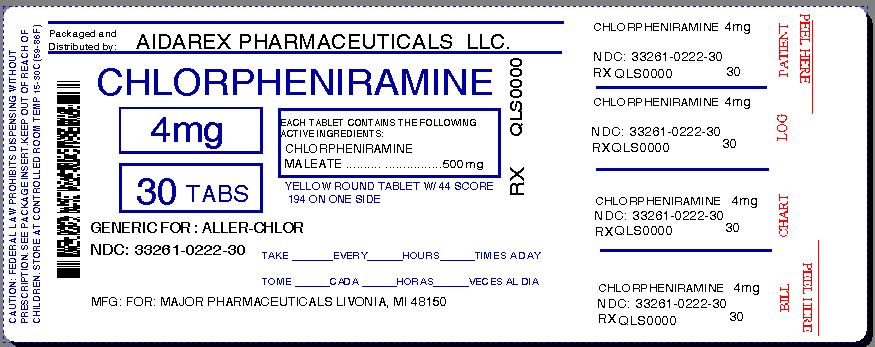 CAUTION: FEDERAL LAW PROHIBITS DISPENSING WITHOUT
PRESCRIPTION. SEE PACKAGE INSERT. KEEP OUT OF REACH OF
CHILDREN. STORE AT CONTROLLED ROOM TEMP 15-30C (59-86F)
Packaged and
Distributed by: AIDAREX PHARMACEUTICALS LLC.
CHLORPHENIRAMINE
4mg
30 TABS
EACH TABLET CONTAINS THE FOLLOWING
ACTIVE INGREDIENTS:
CHLORPHENIRAMINE
MALEATE ..............................500mg
YELLOW ROUND TABLET W/ 44 SCORE
194 ON ONE SIDE
RX QLS0000
GENERIC FOR : ALLER-CHLOR
NDC: 33261-0222-30
TAKE _______EVERY______HOURS______TIMES A DAY
TOME ______CADA ______HORAS______VECES AL DIA
MFG: FOR: MAJOR PHARMACEUTICALS LIVONIA, MI 48150
CHLORPHENIRAMINE 4mg
NDC: 33261-0222-30
RX QLS0000 30
PATIENT
PEEL HERE
CHLORPHENIRAMINE 4mg
NDC: 33261-0222-30
RX QLS0000 30
LOG
CHLORPHENIRAMINE 4mg
NDC: 33261-0222-30
RX QLS0000 30
CHART
CHLORPHENIRAMINE 4mg
NDC: 33261-0222-30
RX QLS0000 30
BILL
PEEL HERE